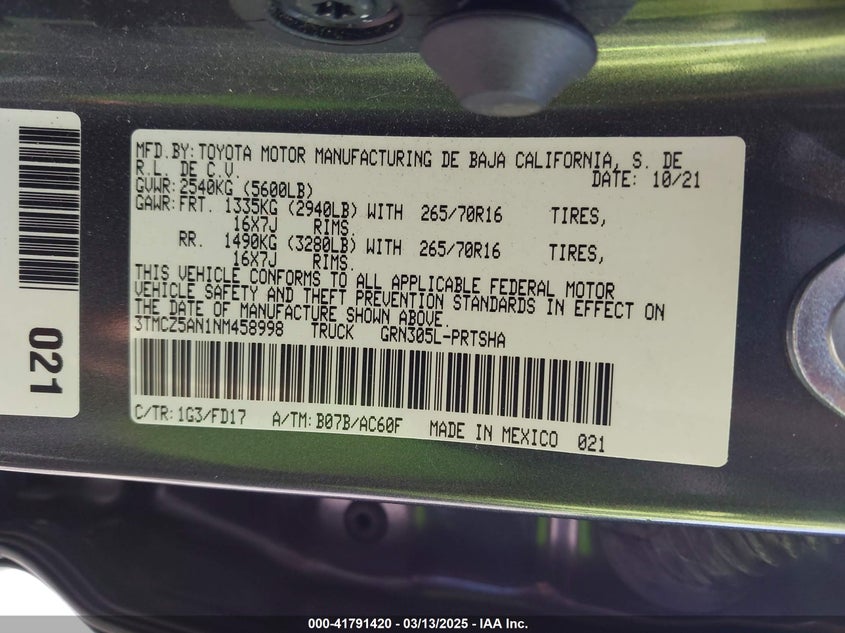 MFD.BY:TOYOTA MOTOR MANUFACTURING DE BAJA CALIFORNIA, S. DE
R.L. DE C.V. DATE: 10/21
GVWR:2540KG (5600LB)
GAWR:FRT. 1335KG (2940LB) WITH 265/70R16 TIRES,
16X7J RIMS.
RR. 1490KG (3280LB) WITH 265/70R16 TIRES,
16X7J RIMS.
THIS VEHICLE CONFORMS TO ALL APPLICABLE FEDERAL MOTOR
VEHICLE SAFETY AND THEFT PREVENTION STANDARDS IN EFFECT ON
THE DATE OF MANUFACTURE SHOWN ABOVE.
3TMCZ5AN1NM458998 TRUCK GRN305L-PRTSHA
C/TR:1G3/FD17 A/TM:B07B/AC60F MADE IN MEXICO 021
021
000-41791420 — 03/13/2025 — IAA Inc.